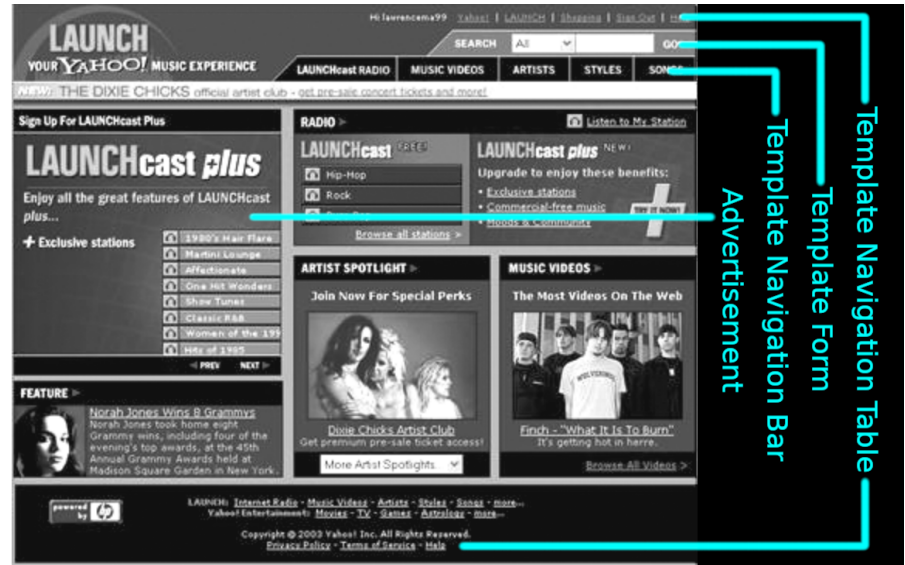 Hi lawrencema99 Yahoo! | LAUNCH | Shopping | Sign Out | Help
LAUNCH
YOUR YAHOO! MUSIC EXPERIENCE
SEARCH All GO
LAUNCHcast RADIO MUSIC VIDEOS ARTISTS STYLES SONGS
NEW: THE DIXIE CHICKS official artist club - get pre-sale concert tickets and more!
Sign Up For LAUNCHcast Plus
LAUNCHcast plus
Enjoy all the great features of LAUNCHcast
plus...
+ Exclusive stations
1980's Hair Flare
Martini Lounge
Affectionate
One Hit Wonders
Show Tunes
Classic R&B
Women of the 199
Hits of 1985
PREV NEXT
RADIO
Listen to My Station
LAUNCHcast FREE!
Hip-Hop
Rock
Browse all stations >
LAUNCHcast plus NEW!
Upgrade to enjoy these benefits:
• Exclusive stations
• Commercial-free music
• Moods & Community
TRY IT NOW!
ARTIST SPOTLIGHT
Join Now For Special Perks
Dixie Chicks Artist Club
Get premium pre-sale ticket access!
More Artist Spotlights
MUSIC VIDEOS
The Most Videos On The Web
WOLVERINES
Finch - "What It Is To Burn"
It's getting hot in herre.
Browse All Videos >
FEATURE
Norah Jones Wins 8 Grammys
Norah Jones took home eight
Grammy wins, including four of the
evening's top awards, at the 45th
Annual Grammy Awards held at
Madison Square Garden in New York.
powered by hp
LAUNCH: Internet Radio - Music Videos - Artists - Styles - Songs - more...
Yahoo! Entertainment: Movies - TV - Games - Astrology - more...
Copyright © 2003 Yahoo! Inc. All Rights Reserved.
Privacy Policy - Terms of Service - Help
Template Navigation Table
Template Form
Template Navigation Bar
Advertisement